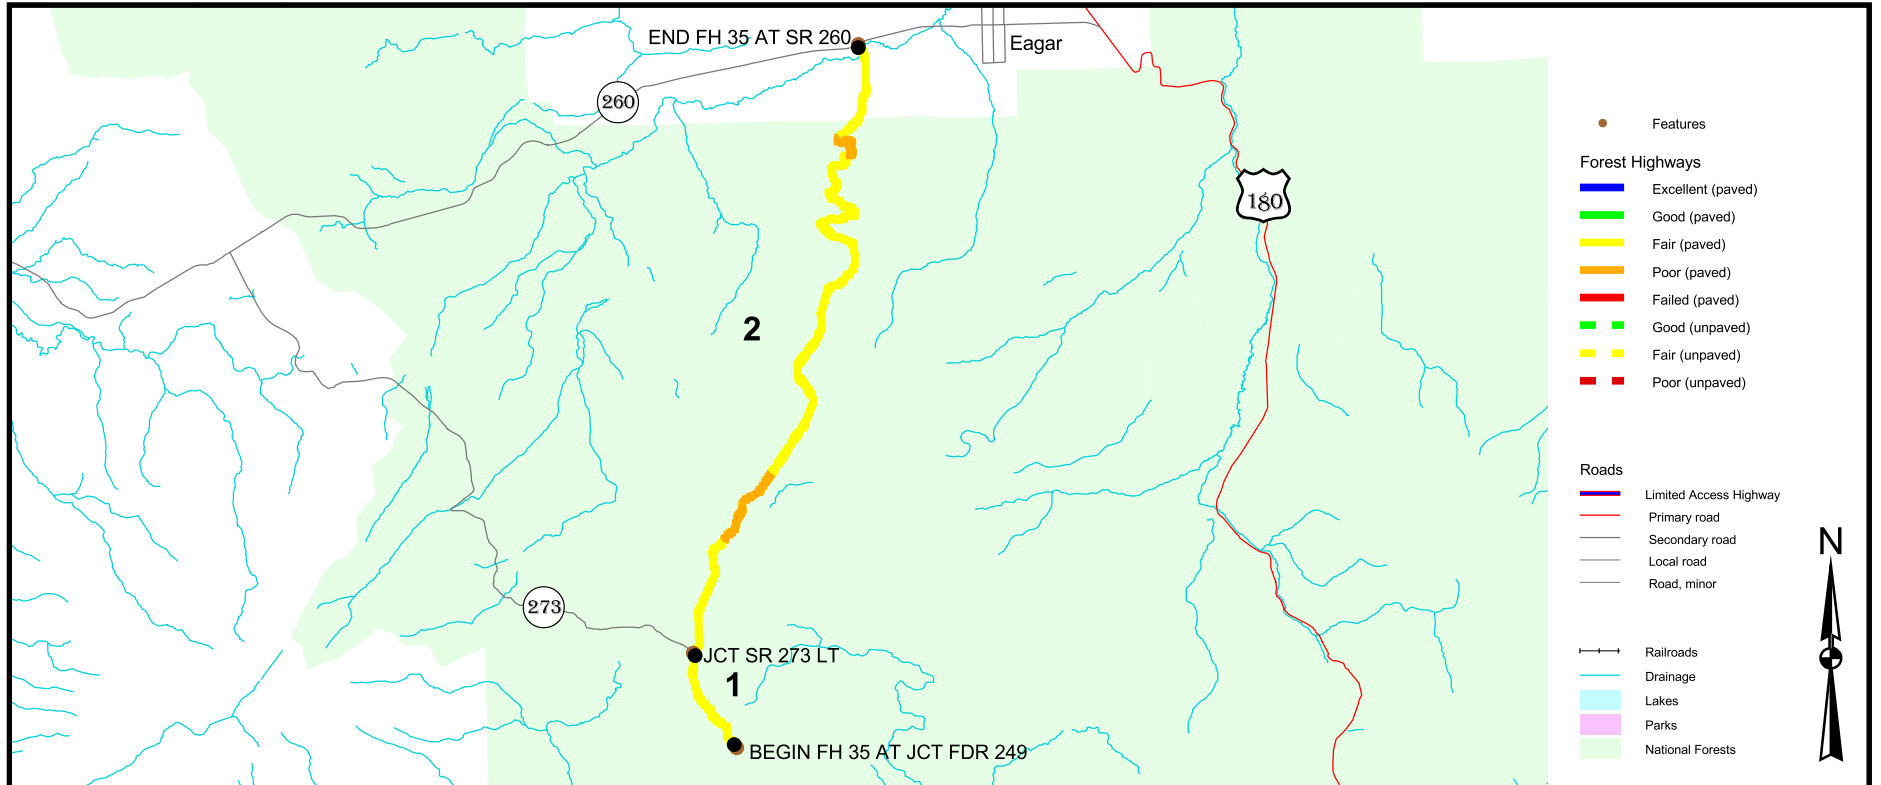 END FH 35 AT SR 260
Eagar
260
180
2
273
JCT SR 273 LT
1
BEGIN FH 35 AT JCT FDR 249
Features
Forest Highways
Excellent (paved)
Good (paved)
Fair (paved)
Poor (paved)
Failed (paved)
Good (unpaved)
Fair (unpaved)
Poor (unpaved)
Roads
Limited Access Highway
Primary road
Secondary road
Local road
Road, minor
Railroads
Drainage
Lakes
Parks
National Forests
N